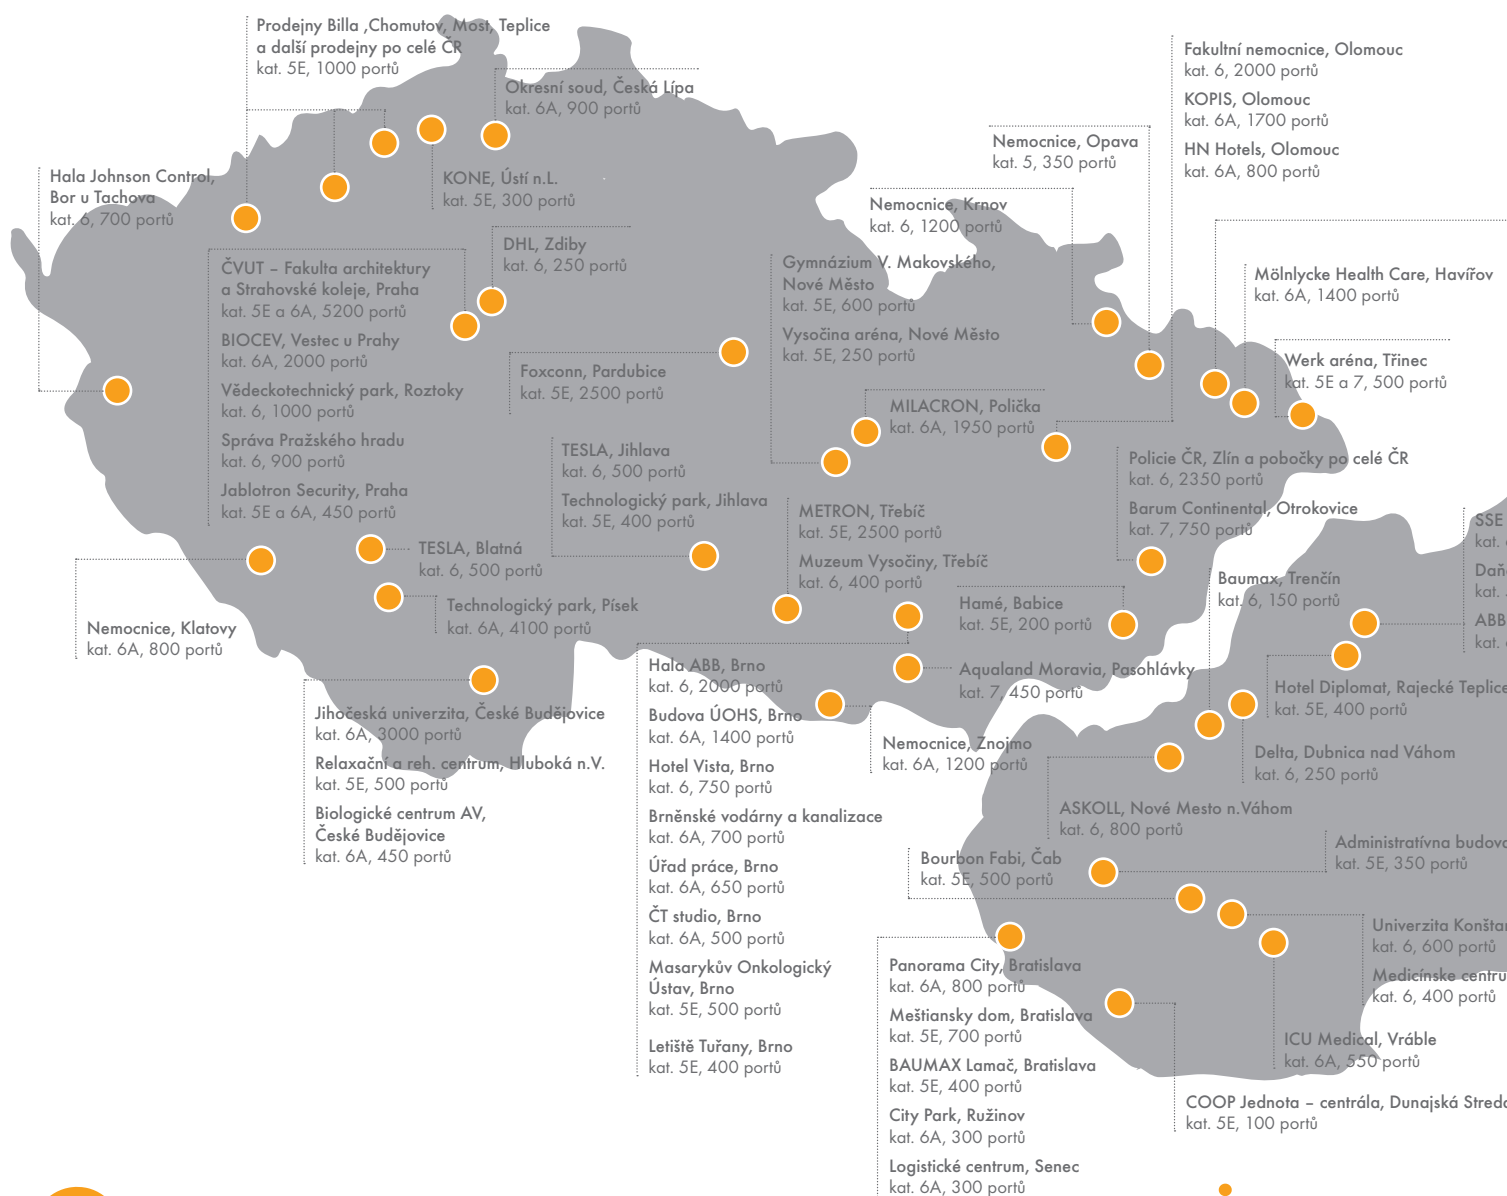 Prodejny Billa ,Chomutov, Most, Teplice
a další prodejny po celé ČR
kat. 5E, 1000 portů
Okresní soud, Česká Lípa
kat. 6A, 900 portů
KONE, Ústí n.L.
kat. 5E, 300 portů
Hala Johnson Control,
Bor u Tachova
kat. 6, 700 portů
DHL, Zdiby
kat. 6, 250 portů
ČVUT – Fakulta architektury
a Strahovské koleje, Praha
kat. 5E a 6A, 5200 portů
BIOCEV, Vestec u Prahy
kat. 6A, 2000 portů
Vědeckotechnický park, Roztoky
kat. 6, 1000 portů
Správa Pražského hradu
kat. 6, 900 portů
Jablotron Security, Praha
kat. 5E a 6A, 450 portů
Foxconn, Pardubice
kat. 5E, 2500 portů
TESLA, Jihlava
kat. 6, 500 portů
Technologický park, Jihlava
kat. 5E, 400 portů
TESLA, Blatná
kat. 6, 500 portů
Technologický park, Písek
kat. 6A, 4100 portů
Nemocnice, Klatovy
kat. 6A, 800 portů
Jihočeská univerzita, České Budějovice
kat. 6A, 3000 portů
Relaxační a reh. centrum, Hluboká n.V.
kat. 5E, 500 portů
Biologické centrum AV,
České Budějovice
kat. 6A, 450 portů
Fakultní nemocnice, Olomouc
kat. 6, 2000 portů
KOPIS, Olomouc
kat. 6A, 1700 portů
HN Hotels, Olomouc
kat. 6A, 800 portů
Nemocnice, Opava
kat. 5, 350 portů
Nemocnice, Krnov
kat. 6, 1200 portů
Gymnázium V. Makovského,
Nové Město
kat. 5E, 600 portů
Vysočina aréna, Nové Město
kat. 5E, 250 portů
Mölnlycke Health Care, Havířov
kat. 6A, 1400 portů
Werk aréna, Třinec
kat. 5E a 7, 500 portů
MILACRON, Polička
kat. 6A, 1950 portů
Policie ČR, Zlín a pobočky po celé ČR
kat. 6, 2350 portů
Barum Continental, Otrokovice
kat. 7, 750 portů
METRON, Třebíč
kat. 5E, 2500 portů
Muzeum Vysočiny, Třebíč
kat. 6, 400 portů
Hamé, Babice
kat. 5E, 200 portů
Aqualand Moravia, Pasohlávky
kat. 7, 450 portů
Nemocnice, Znojmo
kat. 6A, 1200 portů
Hala ABB, Brno
kat. 6, 2000 portů
Budova ÚOHS, Brno
kat. 6A, 1400 portů
Hotel Vista, Brno
kat. 6, 750 portů
Brněnské vodárny a kanalizace
kat. 6A, 700 portů
Úřad práce, Brno
kat. 6A, 650 portů
ČT studio, Brno
kat. 6A, 500 portů
Masarykův Onkologický
Ústav, Brno
kat. 5E, 500 portů
Letiště Tuřany, Brno
kat. 5E, 400 portů
Baumax, Trenčín
kat. 6, 150 portů
SSE
kat.
kat.
ABB
kat.
Hotel Diplomat, Rajecké Teplice
kat. 5E, 400 portů
Delta, Dubnica nad Váhom
kat. 6, 250 portů
ASKOLL, Nové Mesto n.Váhom
kat. 6, 800 portů
Administratívna
kat. 5E, 350 portů
Bourbon Fabi, Čab
kat. 5E, 500 portů
Univerzita
kat. 6, 600 portů
Medicínske
kat. 6, 400 portů
Panorama City, Bratislava
kat. 6A, 800 portů
Meštiansky dom, Bratislava
kat. 5E, 700 portů
BAUMAX Lamač, Bratislava
kat. 5E, 400 portů
City Park, Ružinov
kat. 6A, 300 portů
Logistické centrum, Senec
kat. 6A, 300 portů
ICU Medical, Vráble
kat. 6A, 550 portů
COOP Jednota – centrála, Dunajská Streda
kat. 5E, 100 portů